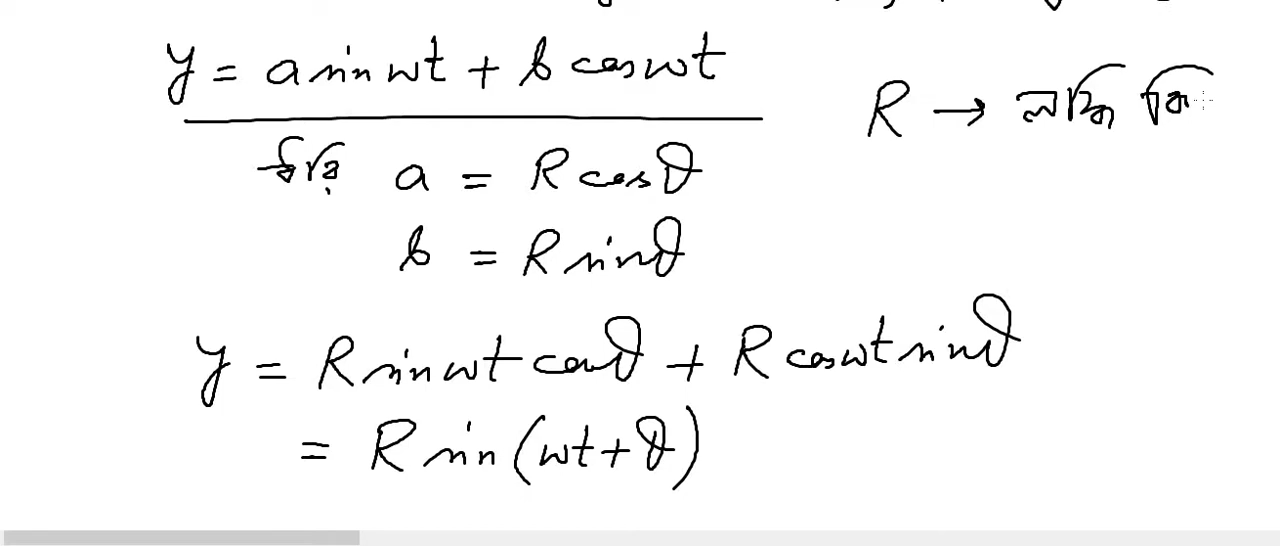 y = a sin ωt + b cos ωt
R → লব্ধি বি
ধরি, a = R cos θ
b = R sin θ
y = R sin ωt cos θ + R cos ωt sin θ
= R sin (ωt + θ)